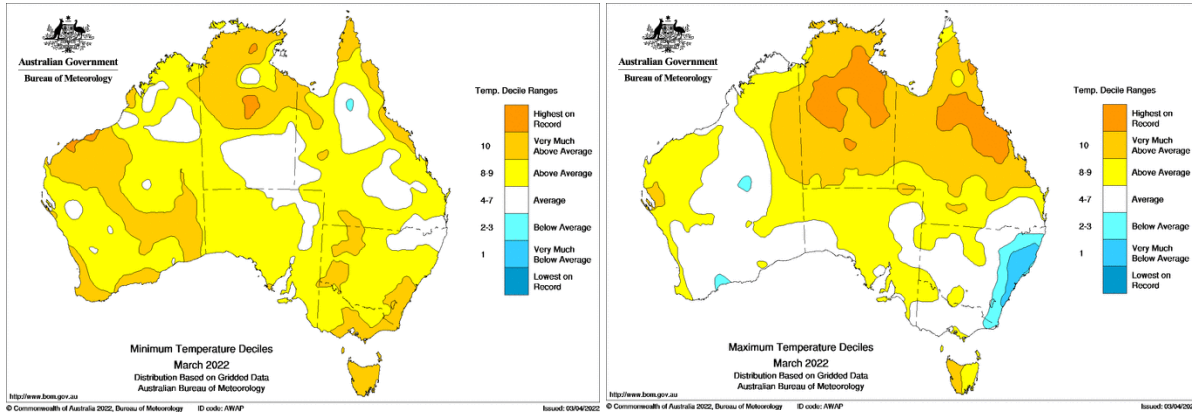 Australian Government
Bureau of Meteorology
Temp. Decile Ranges
Highest on
Record
10
Very Much
Above Average
8-9
Above Average
4-7
Average
2-3
Below Average
1
Very Much
Below Average
Lowest on
Record
Minimum Temperature Deciles
March 2022
Distribution Based on Gridded Data
Australian Bureau of Meteorology
http://www.bom.gov.au
© Commonwealth of Australia 2022, Bureau of Meteorology
ID code: AWAP
Issued: 03/04/2022
Australian Government
Bureau of Meteorology
Temp. Decile Ranges
Highest on
Record
10
Very Much
Above Average
8-9
Above Average
4-7
Average
2-3
Below Average
1
Very Much
Below Average
Lowest on
Record
Maximum Temperature Deciles
March 2022
Distribution Based on Gridded Data
Australian Bureau of Meteorology
http://www.bom.gov.au
© Commonwealth of Australia 2022, Bureau of Meteorology
ID code: AWAP
Issued: 03/04/202